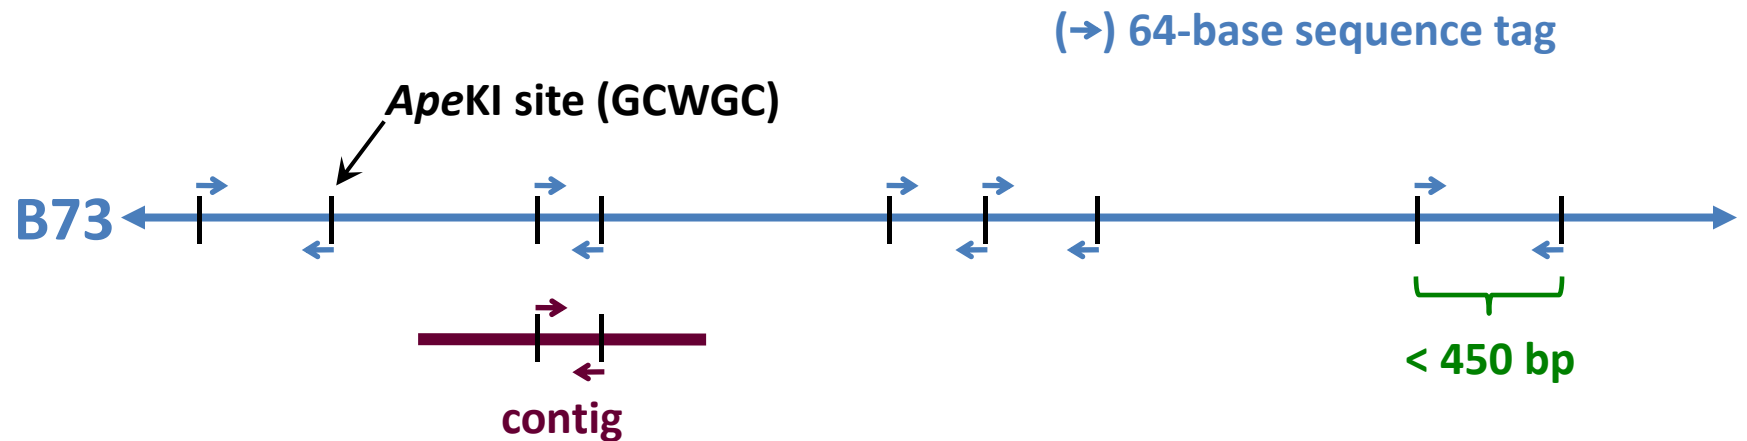 (→) 64-base sequence tag
ApeKI site (GCWGC)
B73
< 450 bp
contig